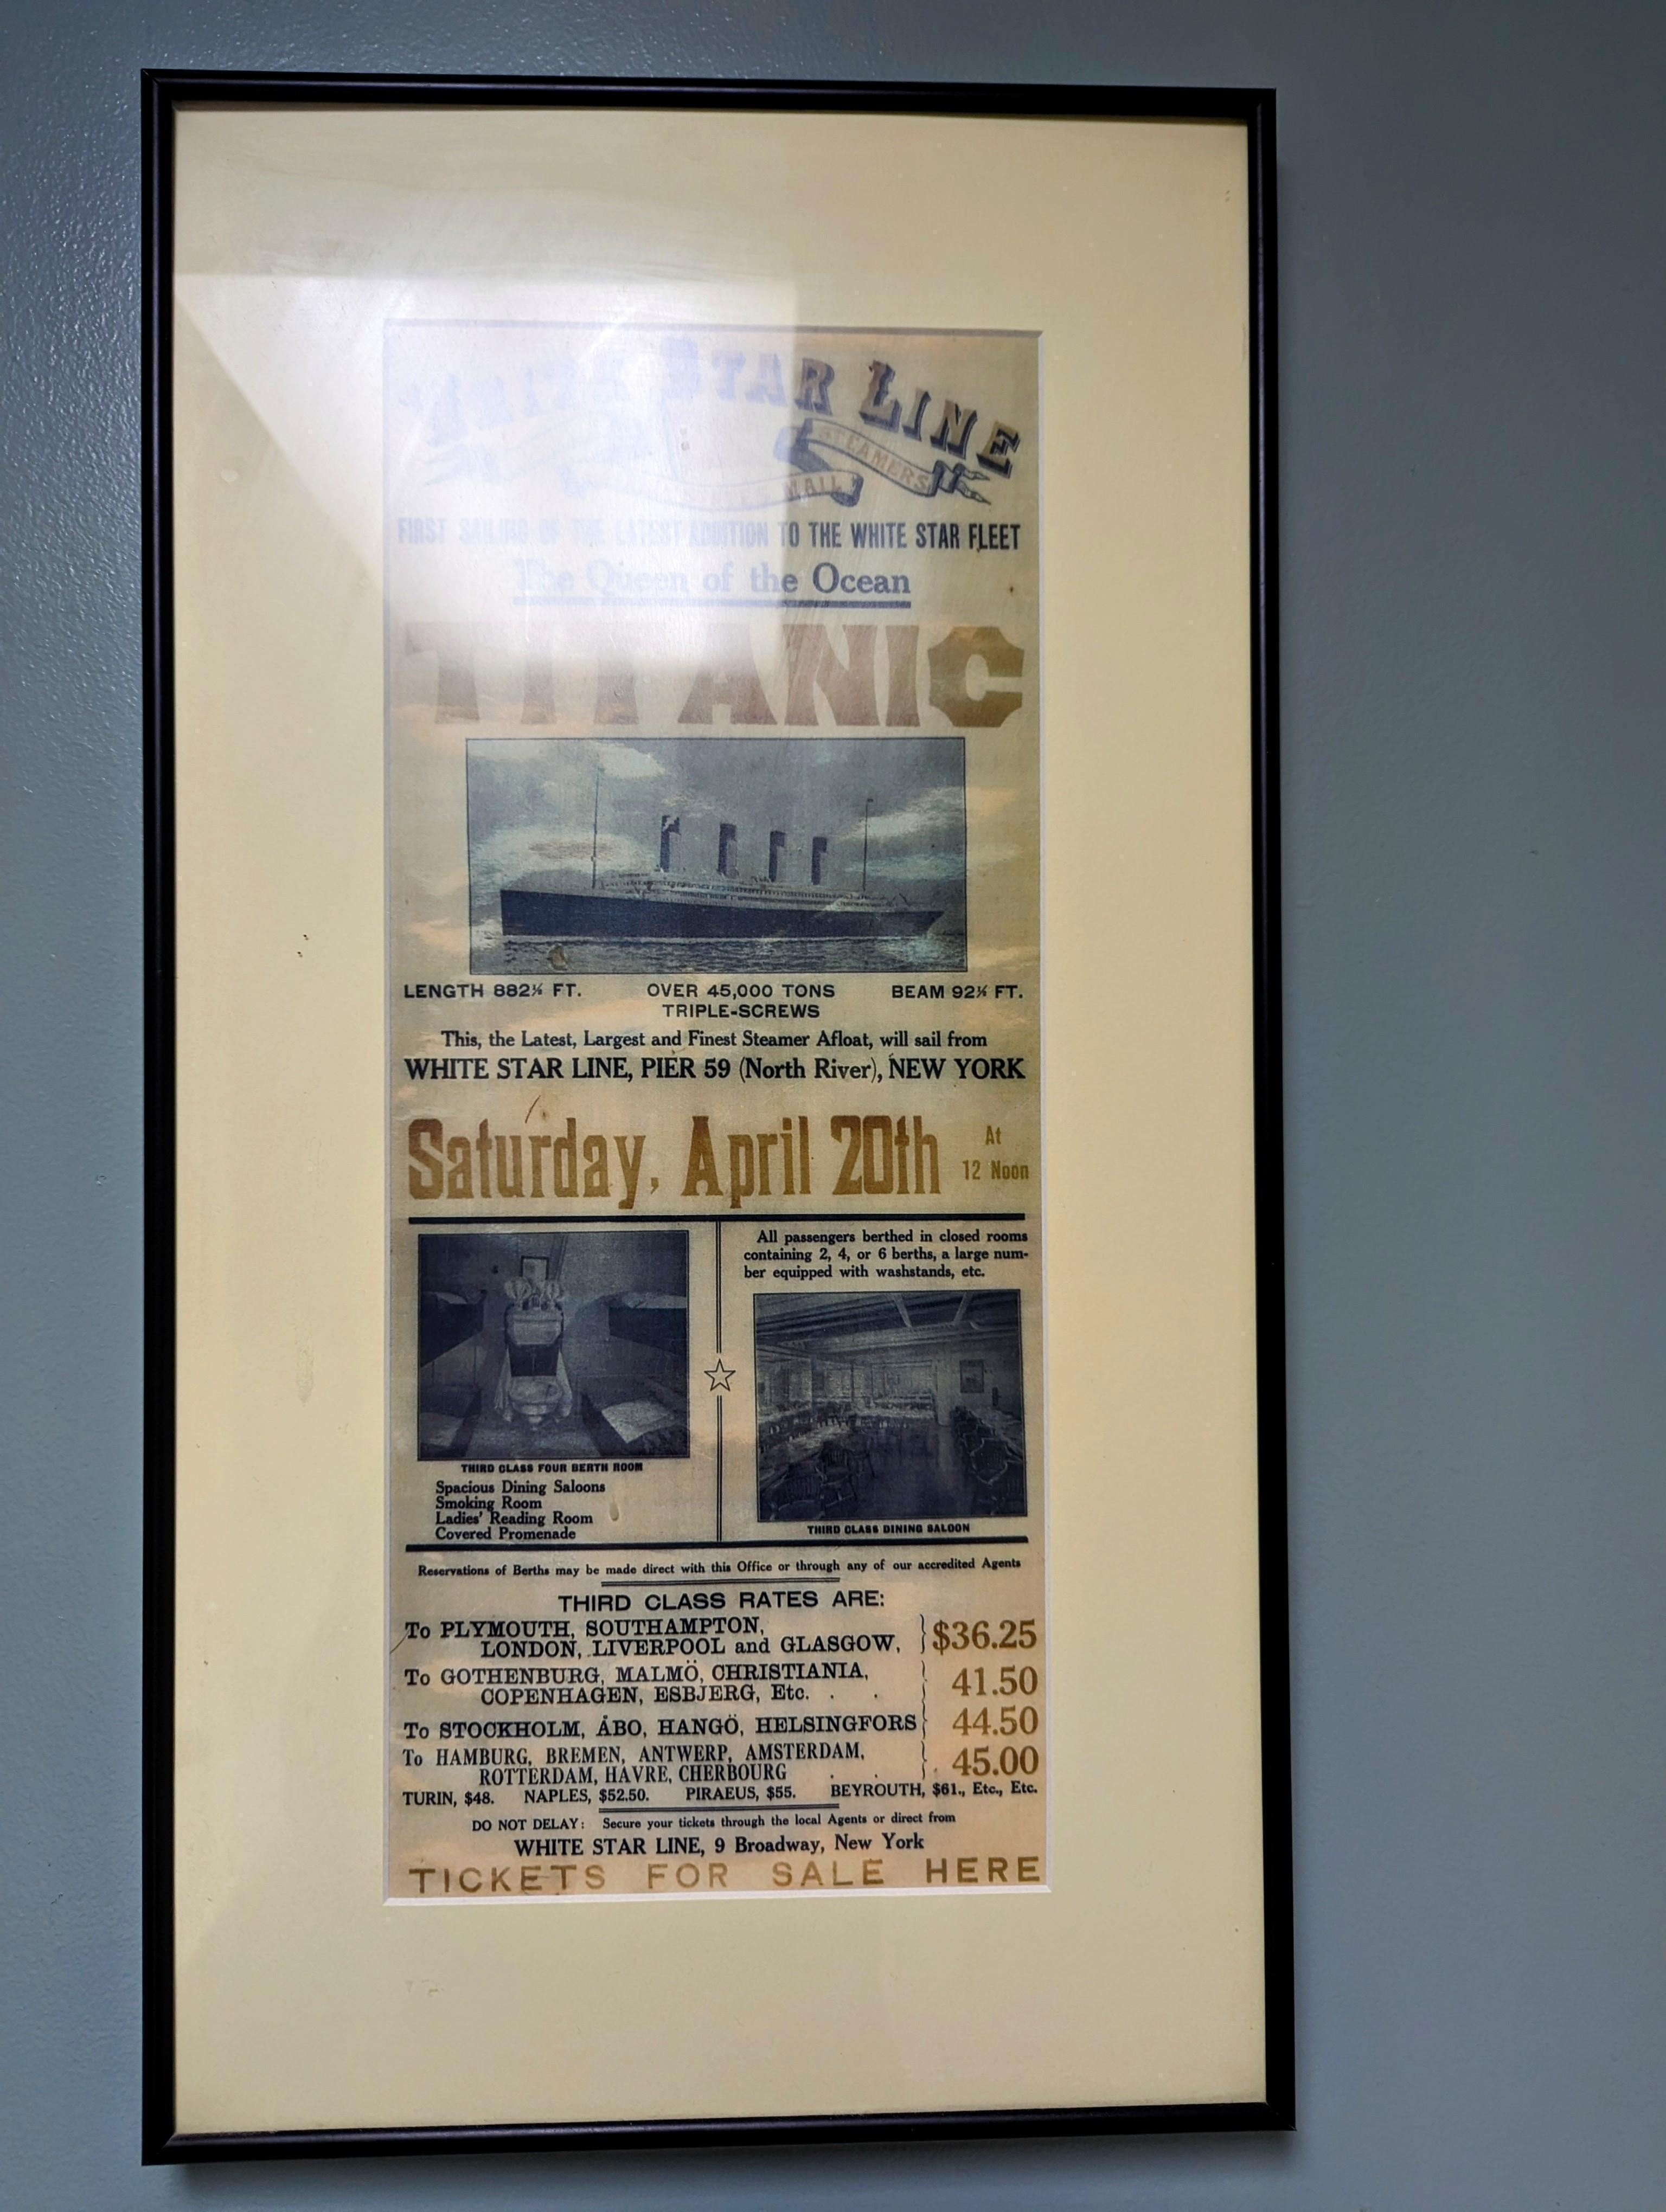 WHITE STAR LINE
MAIL STEAMERS
FIRST SAILING OF THE LATEST ADDITION TO THE WHITE STAR FLEET
The Queen of the Ocean
TITANIC
LENGTH 882½ FT. OVER 45,000 TONS BEAM 92½ FT.
TRIPLE-SCREWS
This, the Latest, Largest and Finest Steamer Afloat, will sail from
WHITE STAR LINE, PIER 59 (North River), NEW YORK
Saturday, April 20th
At
12 Noon
All passengers berthed in closed rooms
containing 2, 4, or 6 berths, a large num-
ber equipped with washstands, etc.
THIRD CLASS FOUR BERTH ROOM
Spacious Dining Saloons
Smoking Room
Ladies' Reading Room
Covered Promenade
THIRD CLASS DINING SALOON
Reservations of Berths may be made direct with this Office or through any of our accredited Agents
THIRD CLASS RATES ARE:
To PLYMOUTH, SOUTHAMPTON,
LONDON, LIVERPOOL and GLASGOW, $36.25
To GOTHENBURG, MALMÖ, CHRISTIANIA,
COPENHAGEN, ESBJERG, Etc. . . 41.50
To STOCKHOLM, ÅBO, HANGÖ, HELSINGFORS 44.50
To HAMBURG, BREMEN, ANTWERP, AMSTERDAM,
ROTTERDAM, HAVRE, CHERBOURG . . . 45.00
TURIN, $48. NAPLES, $52.50. PIRAEUS, $55. BEYROUTH, $61., Etc., Etc.
DO NOT DELAY: Secure your tickets through the local Agents or direct from
WHITE STAR LINE, 9 Broadway, New York
TICKETS FOR SALE HERE